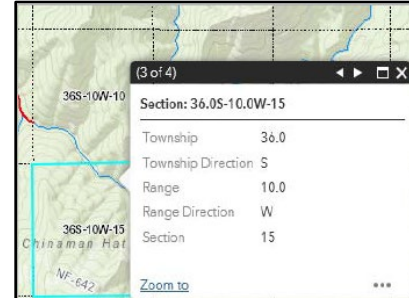 36S-10W-10
(3 of 4)
Section: 36.0S-10.0W-15
Township 36.0
Township Direction S
Range 10.0
Range Direction W
Section 15
Zoom to
36S-10W-15
Chinaman Hat
NF-642